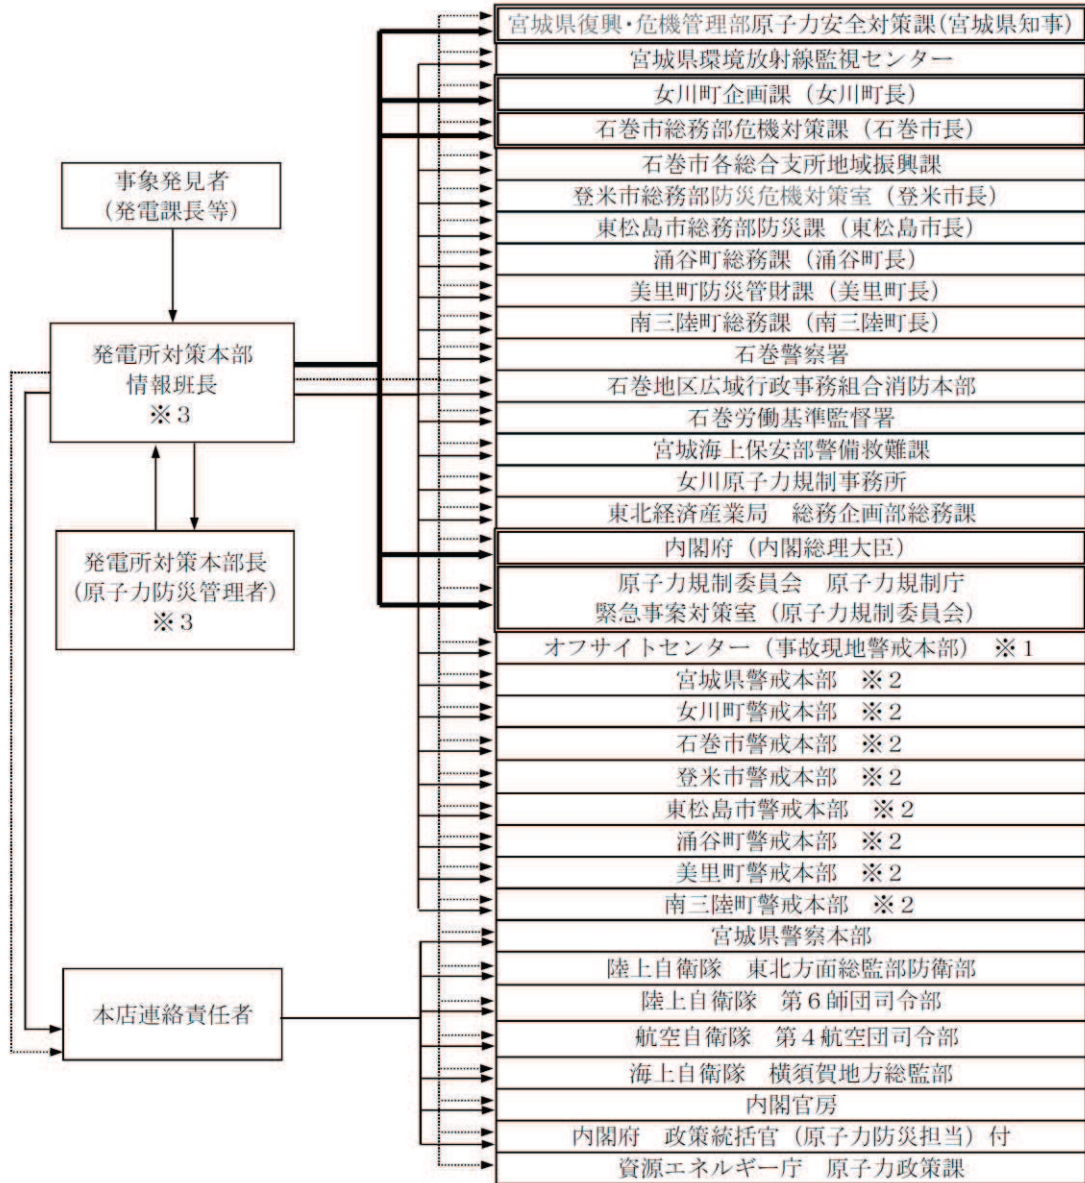 事象発見者
(発電課長等)
発電所対策本部
情報班長
※3
発電所対策本部長
(原子力防災管理者)
※3
本店連絡責任者
宮城県復興・危機管理部原子力安全対策課(宮城県知事)
宮城県環境放射線監視センター
女川町企画課（女川町長）
石巻市総務部危機対策課（石巻市長）
石巻市各総合支所地域振興課
登米市総務部防災危機対策室（登米市長）
東松島市総務部防災課（東松島市長）
涌谷町総務課（涌谷町長）
美里町防災管財課（美里町長）
南三陸町総務課（南三陸町長）
石巻警察署
石巻地区広域行政事務組合消防本部
石巻労働基準監督署
宮城海上保安部警備救難課
女川原子力規制事務所
東北経済産業局　総務企画部総務課
内閣府（内閣総理大臣）
原子力規制委員会　原子力規制庁
緊急事案対策室（原子力規制委員会）
オフサイトセンター（事故現地警戒本部）　※1
宮城県警戒本部　※2
女川町警戒本部　※2
石巻市警戒本部　※2
登米市警戒本部　※2
東松島市警戒本部　※2
涌谷町警戒本部　※2
美里町警戒本部　※2
南三陸町警戒本部　※2
宮城県警察本部
陸上自衛隊　東北方面総監部防衛部
陸上自衛隊　第6師団司令部
航空自衛隊　第4航空団司令部
海上自衛隊　横須賀地方総監部
内閣官房
内閣府　政策統括官（原子力防災担当）付
資源エネルギー庁　原子力政策課